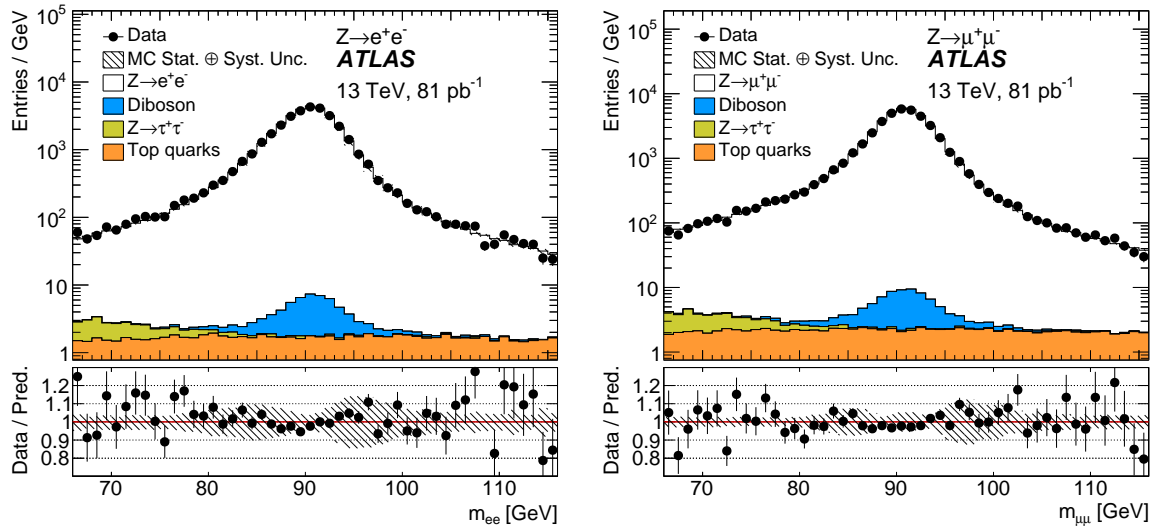 Entries / GeV
10⁵
10⁴
10³
10²
10
1
Data
MC Stat. ⊕ Syst. Unc.
Z→e⁺e⁻
Diboson
Z→τ⁺τ⁻
Top quarks
Z→e⁺e⁻
ATLAS
13 TeV, 81 pb⁻¹
Data / Pred.
1.2
1.1
1
0.9
0.8
70 80 90 100 110
m_ee [GeV]
Entries / GeV
10⁵
10⁴
10³
10²
10
1
Data
MC Stat. ⊕ Syst. Unc.
Z→μ⁺μ⁻
Diboson
Z→τ⁺τ⁻
Top quarks
Z→μ⁺μ⁻
ATLAS
13 TeV, 81 pb⁻¹
Data / Pred.
1.2
1.1
1
0.9
0.8
70 80 90 100 110
m_μμ [GeV]